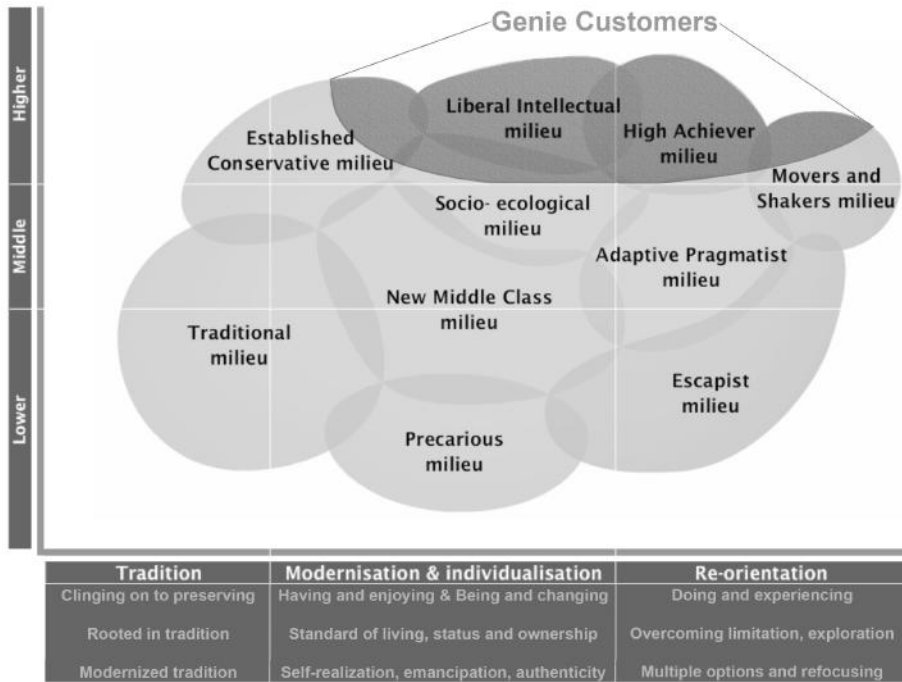 Genie Customers
Higher
Middle
Lower
Liberal Intellectual
milieu
High Achiever
milieu
Established
Conservative milieu
Movers and
Shakers milieu
Socio- ecological
milieu
Adaptive Pragmatist
milieu
New Middle Class
milieu
Traditional
milieu
Escapist
milieu
Precarious
milieu
Tradition
Clinging on to preserving
Rooted in tradition
Modernized tradition
Modernisation & individualisation
Having and enjoying & Being and changing
Standard of living, status and ownership
Self-realization, emancipation, authenticity
Re-orientation
Doing and experiencing
Overcoming limitation, exploration
Multiple options and refocusing